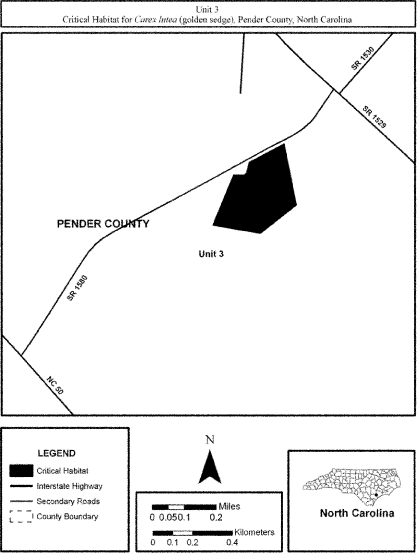 Unit 3
Critical Habitat for Carex lutea (golden sedge), Pender County, North Carolina
SR 1530
SR 1529
PENDER COUNTY
Unit 3
SR 1580
NC 50
LEGEND
Critical Habitat
Interstate Highway
Secondary Roads
County Boundary
N
Miles
0 0.050.1 0.2
Kilometers
0 0.1 0.2 0.4
North Carolina